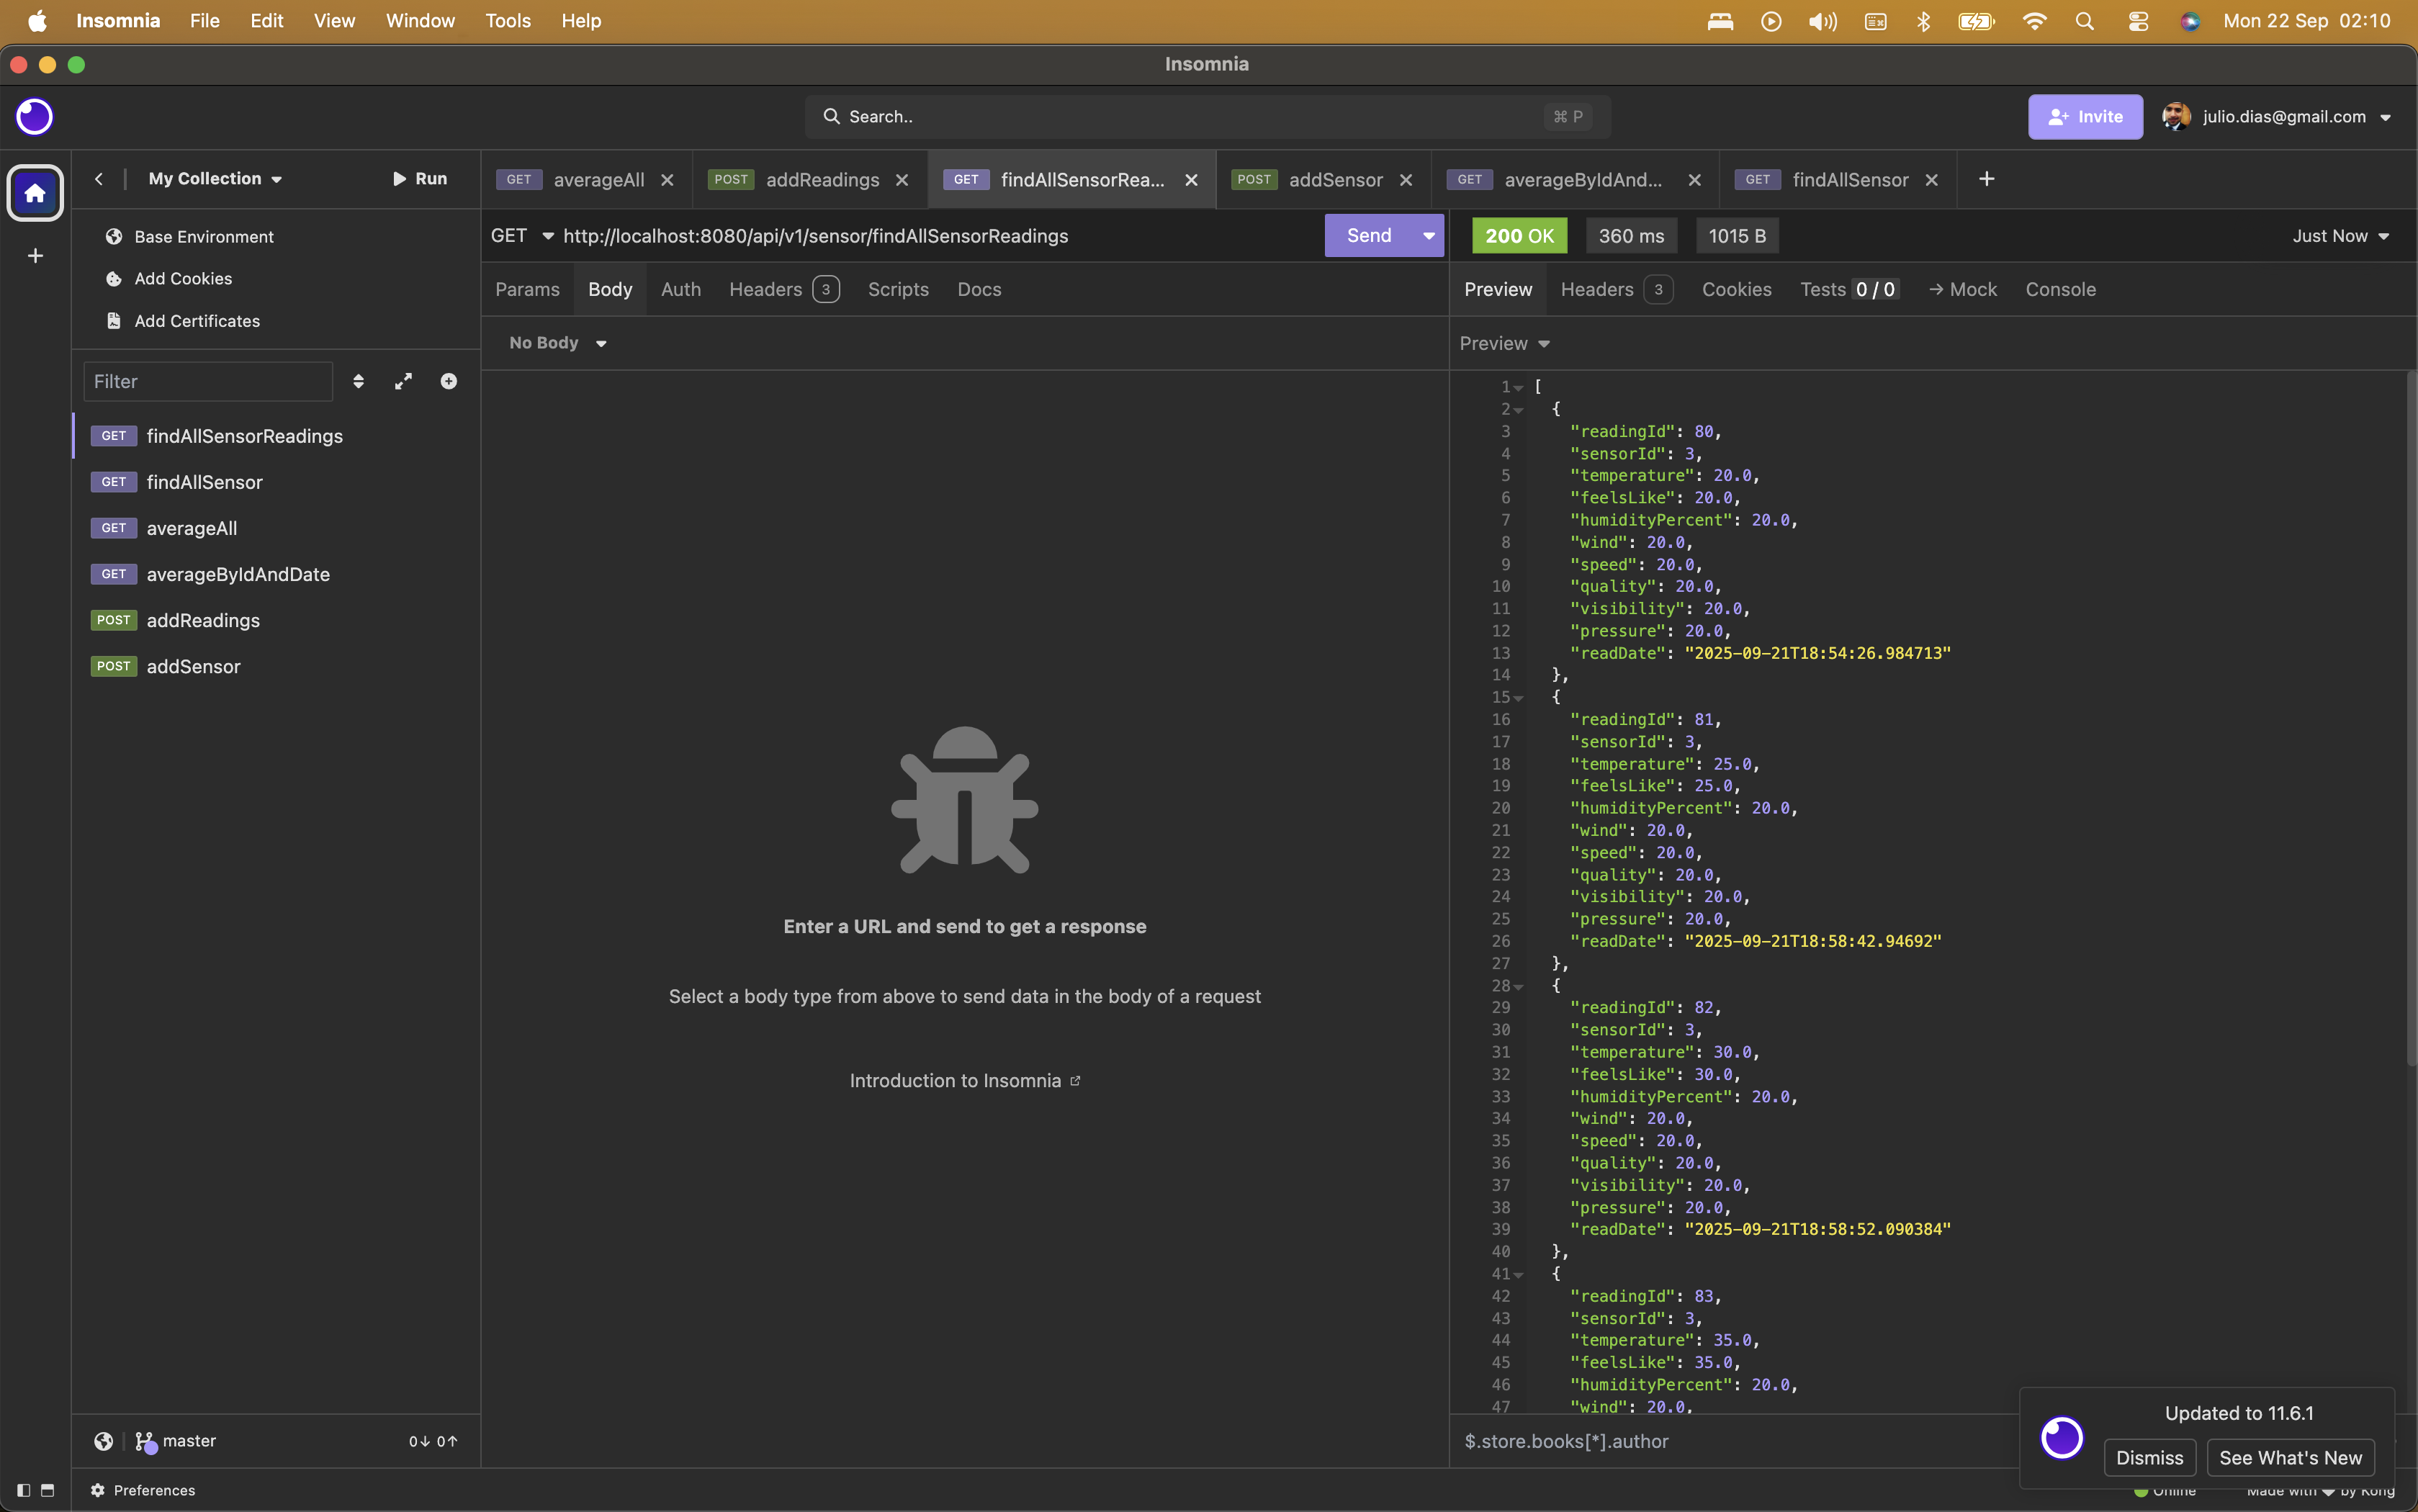 Insomnia File Edit View Window Tools Help Mon 22 Sep 02:10
Insomnia
Search.. ⌘ P Invite julio.dias@gmail.com
My Collection Run
GET averageAll POST addReadings GET findAllSensorRea... POST addSensor GET averageByIdAnd... GET findAllSensor
Base Environment
Add Cookies
Add Certificates
Filter
GET findAllSensorReadings
GET findAllSensor
GET averageAll
GET averageByIdAndDate
POST addReadings
POST addSensor
master 0↓ 0↑
Preferences
GET http://localhost:8080/api/v1/sensor/findAllSensorReadings Send
Params Body Auth Headers 3 Scripts Docs
No Body
Enter a URL and send to get a response
Select a body type from above to send data in the body of a request
Introduction to Insomnia
200 OK 360 ms 1015 B Just Now
Preview Headers 3 Cookies Tests 0 / 0 → Mock Console
Preview
1 [
2 {
3 "readingId": 80,
4 "sensorId": 3,
5 "temperature": 20.0,
6 "feelsLike": 20.0,
7 "humidityPercent": 20.0,
8 "wind": 20.0,
9 "speed": 20.0,
10 "quality": 20.0,
11 "visibility": 20.0,
12 "pressure": 20.0,
13 "readDate": "2025-09-21T18:54:26.984713"
14 },
15 {
16 "readingId": 81,
17 "sensorId": 3,
18 "temperature": 25.0,
19 "feelsLike": 25.0,
20 "humidityPercent": 20.0,
21 "wind": 20.0,
22 "speed": 20.0,
23 "quality": 20.0,
24 "visibility": 20.0,
25 "pressure": 20.0,
26 "readDate": "2025-09-21T18:58:42.94692"
27 },
28 {
29 "readingId": 82,
30 "sensorId": 3,
31 "temperature": 30.0,
32 "feelsLike": 30.0,
33 "humidityPercent": 20.0,
34 "wind": 20.0,
35 "speed": 20.0,
36 "quality": 20.0,
37 "visibility": 20.0,
38 "pressure": 20.0,
39 "readDate": "2025-09-21T18:58:52.090384"
40 },
41 {
42 "readingId": 83,
43 "sensorId": 3,
44 "temperature": 35.0,
45 "feelsLike": 35.0,
46 "humidityPercent": 20.0,
47 "wind": 20.0,
$.store.books[*].author
Updated to 11.6.1
Dismiss See What's New
Online Made with ❤ by Kong